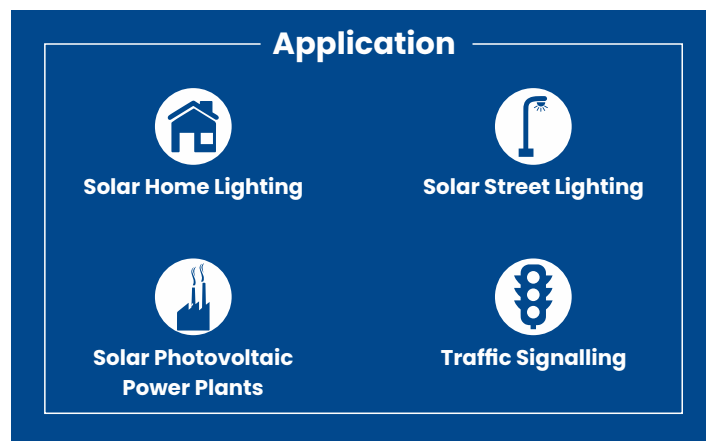 Application
Solar Home Lighting
Solar Street Lighting
Solar Photovoltaic
Power Plants
Traffic Signalling